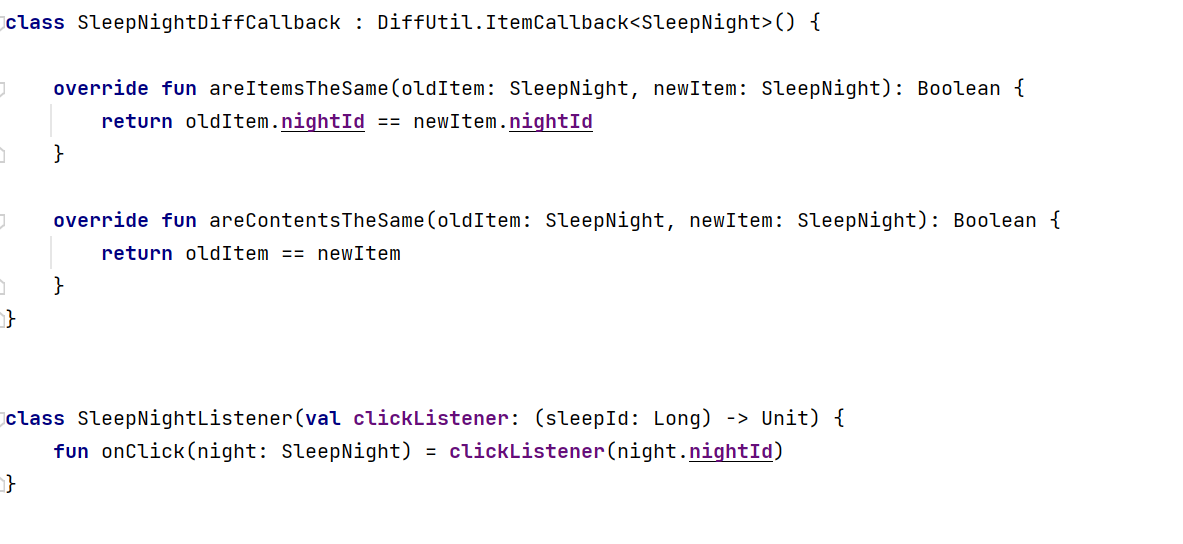 class SleepNightDiffCallback : DiffUtil.ItemCallback<SleepNight>() {
    override fun areItemsTheSame(oldItem: SleepNight, newItem: SleepNight): Boolean {
        return oldItem.nightId == newItem.nightId
    }
    override fun areContentsTheSame(oldItem: SleepNight, newItem: SleepNight): Boolean {
        return oldItem == newItem
    }
}
class SleepNightListener(val clickListener: (sleepId: Long) -> Unit) {
    fun onClick(night: SleepNight) = clickListener(night.nightId)
}